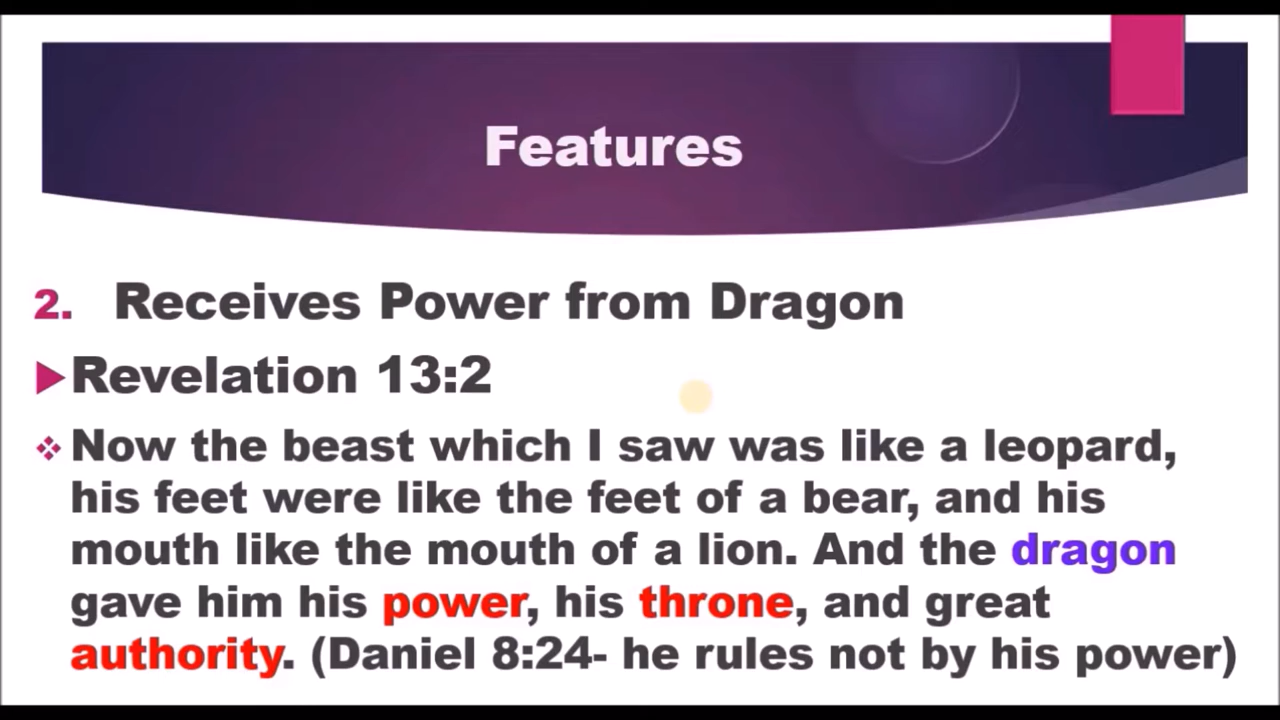 Features
2. Receives Power from Dragon
Revelation 13:2
Now the beast which I saw was like a leopard,
his feet were like the feet of a bear, and his
mouth like the mouth of a lion. And the dragon
gave him his power, his throne, and great
authority. (Daniel 8:24- he rules not by his power)